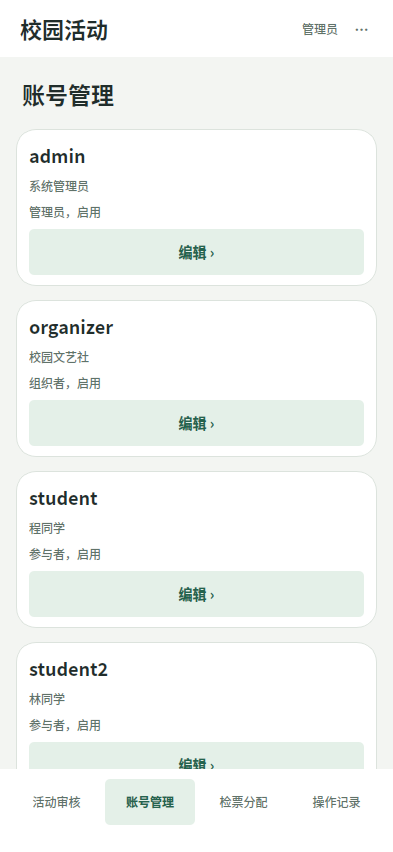 校园活动
管理员 ···
账号管理
admin
系统管理员
管理员，启用
编辑 ›
organizer
校园文艺社
组织者，启用
编辑 ›
student
程同学
参与者，启用
编辑 ›
student2
林同学
参与者，启用
编辑 ›
活动审核 账号管理 检票分配 操作记录